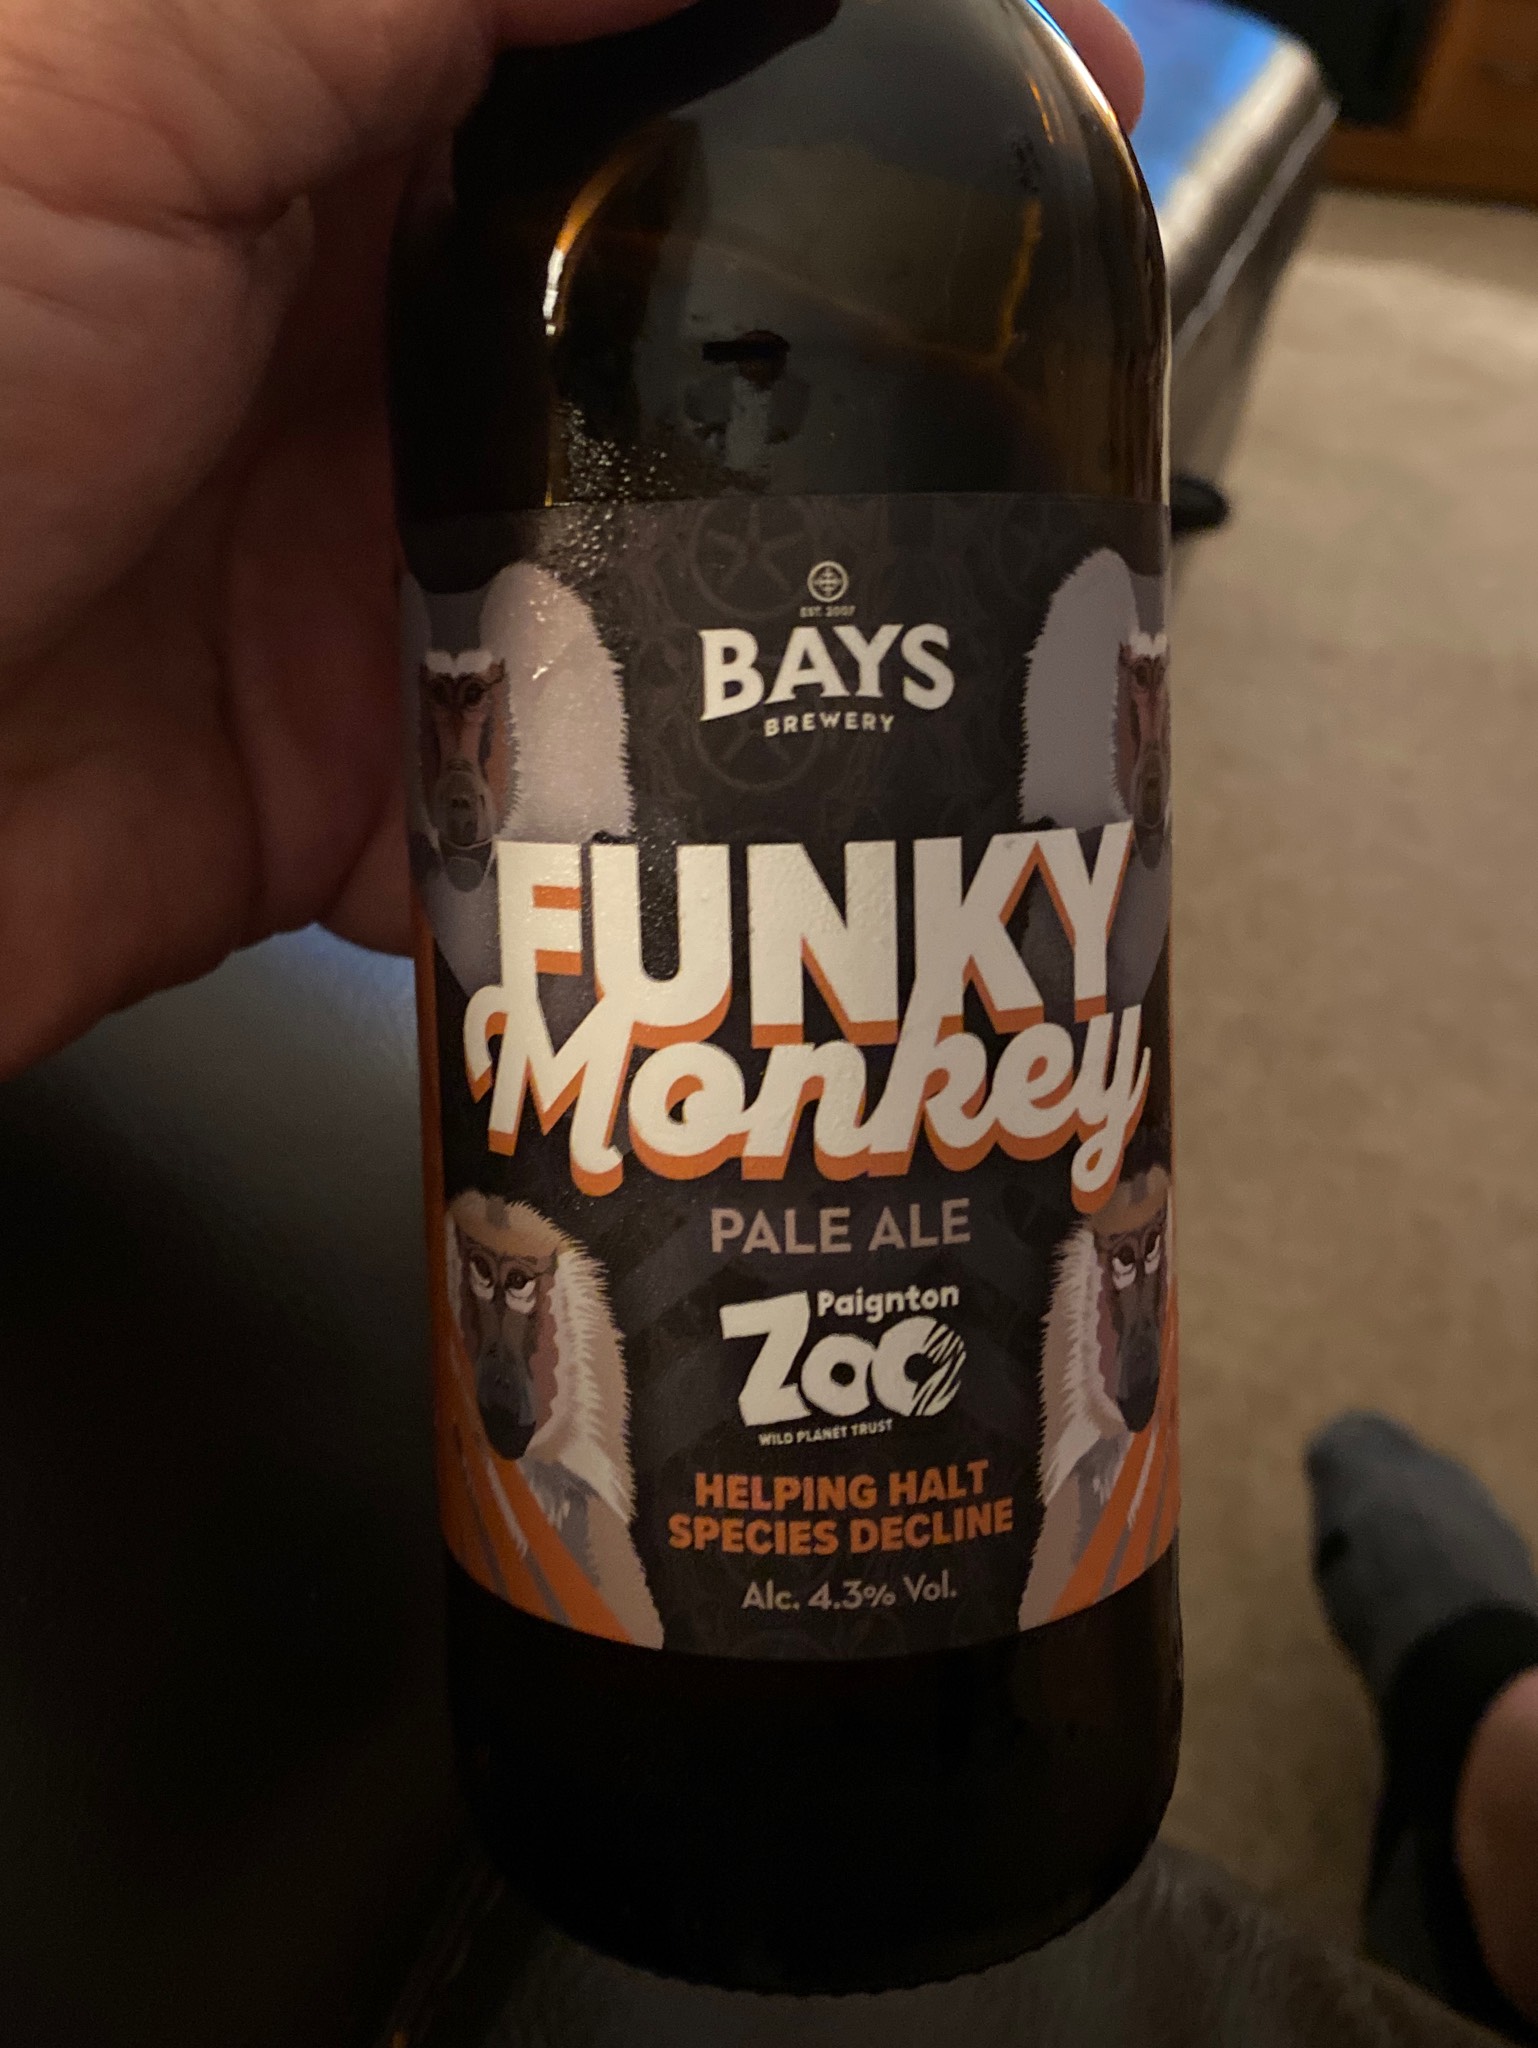 EST. 2007
BAYS
BREWERY
FUNKY
Monkey
PALE ALE
Paignton
Zoo
WILD PLANET TRUST
HELPING HALT
SPECIES DECLINE
Alc. 4.3% Vol.